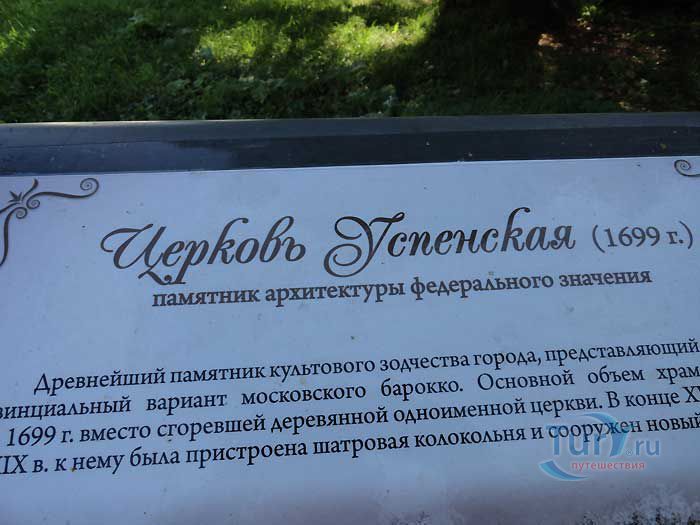 Церковь Успенская (1699 г.)
памятник архитектуры федерального значения
Древнейший памятник культового зодчества города, представляющий
винциальный вариант московского барокко. Основной объем храм
1699 г. вместо сгоревшей деревянной одноименной церкви. В конце X
IX в. к нему была пристроена шатровая колокольня и сооружен новый
Tur .ru
путешествия